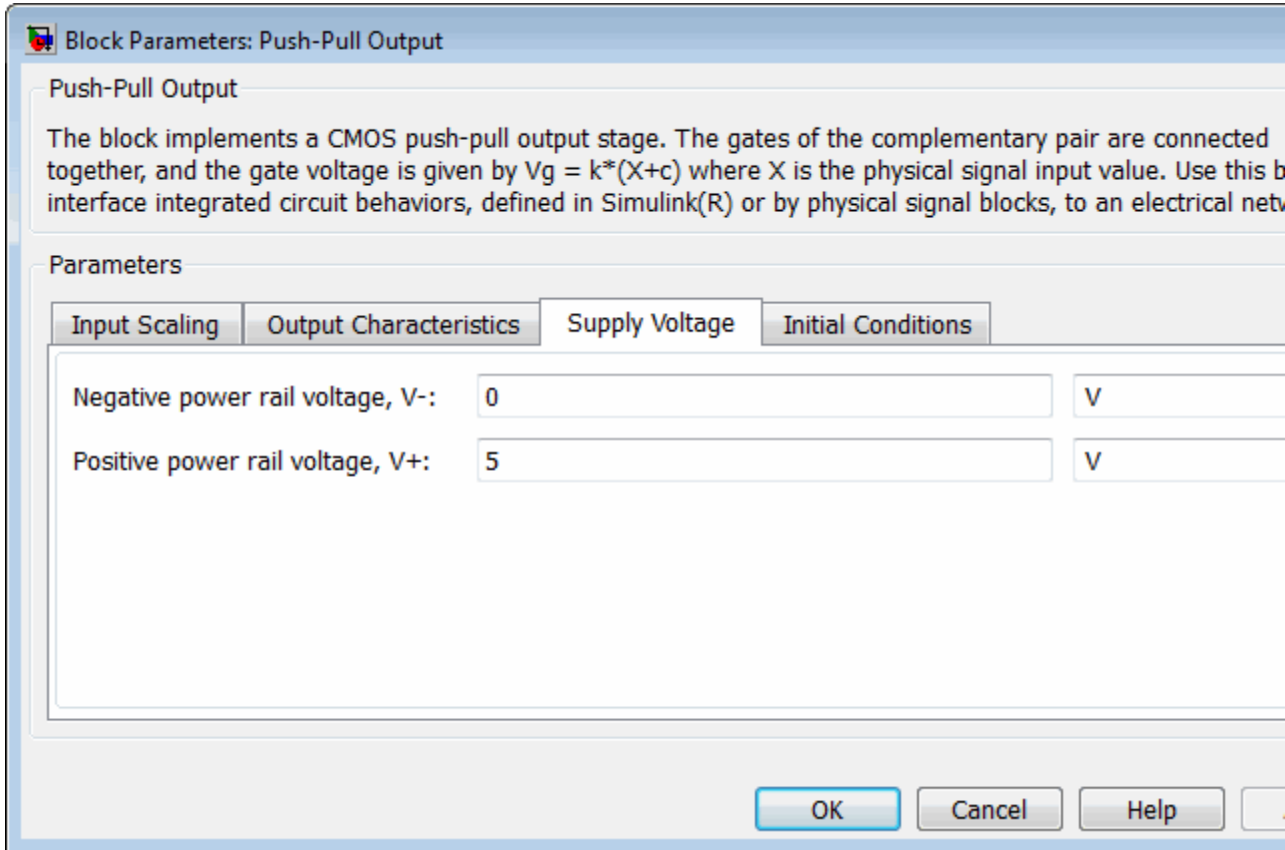 Block Parameters: Push-Pull Output
Push-Pull Output
The block implements a CMOS push-pull output stage. The gates of the complementary pair are connected
together, and the gate voltage is given by Vg = k*(X+c) where X is the physical signal input value. Use this
interface integrated circuit behaviors, defined in Simulink(R) or by physical signal blocks, to an electrical
Parameters
Input Scaling Output Characteristics Supply Voltage Initial Conditions
Negative power rail voltage, V-: 0 V
Positive power rail voltage, V+: 5 V
OK Cancel Help